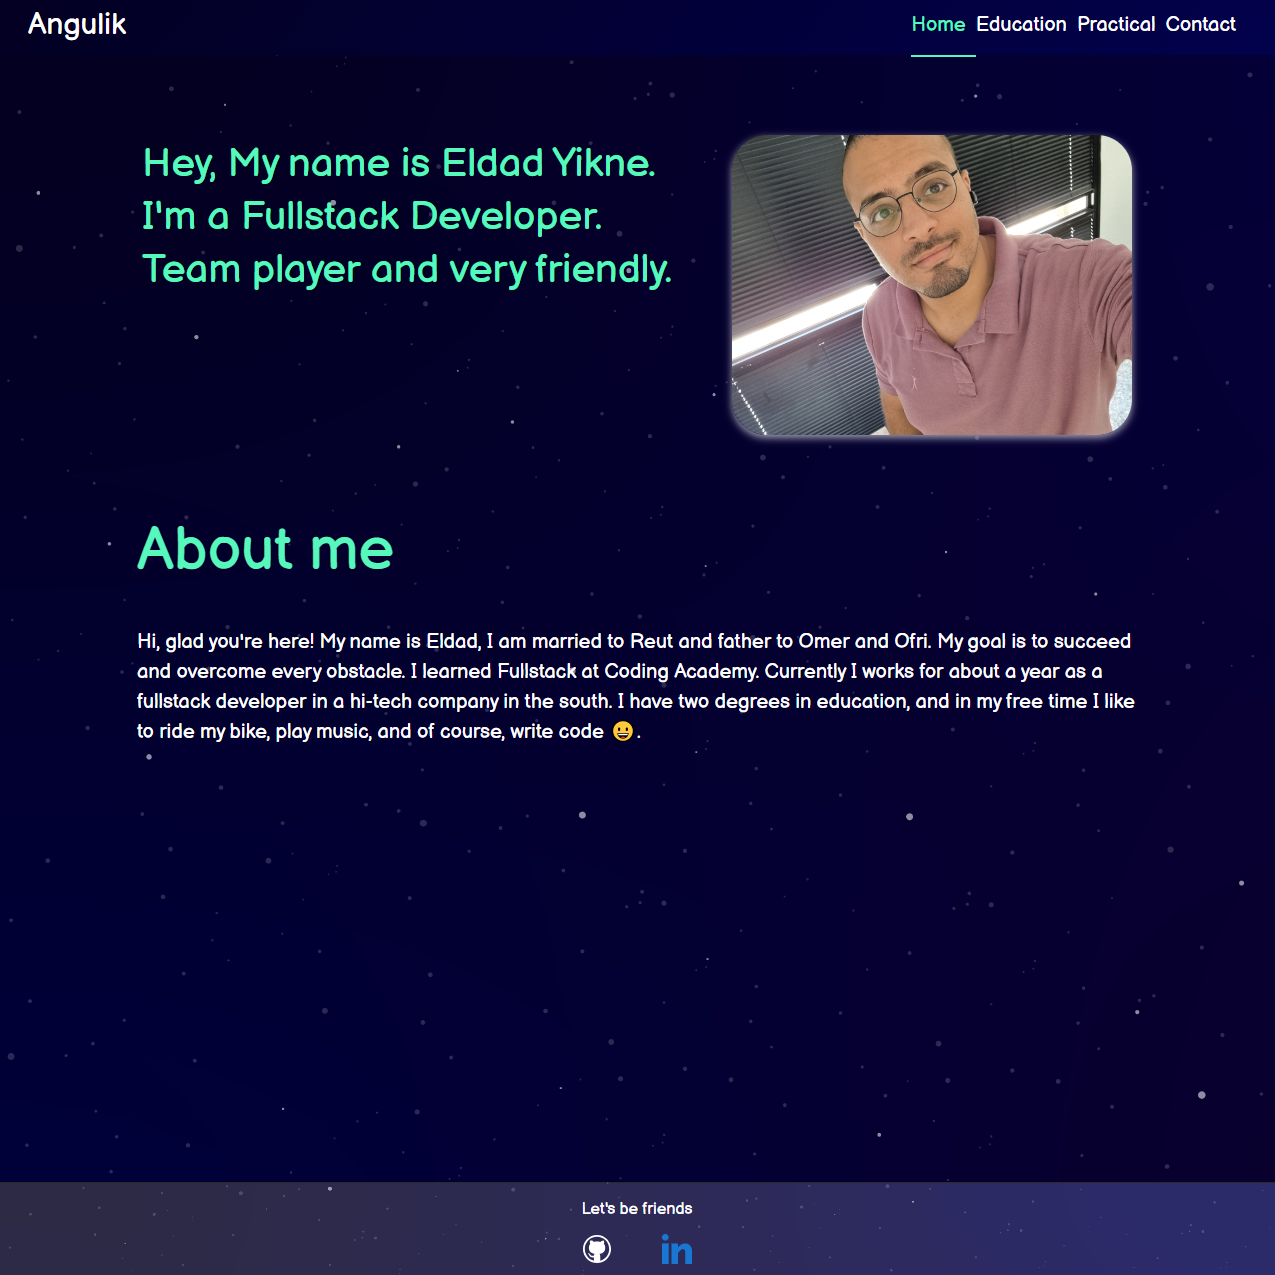 Angulik
Home Education Practical Contact
Hey, My name is Eldad Yikne.
I'm a Fullstack Developer.
Team player and very friendly.
About me
Hi, glad you're here! My name is Eldad, I am married to Reut and father to Omer and Ofri. My goal is to succeed
and overcome every obstacle. I learned Fullstack at Coding Academy. Currently I works for about a year as a
fullstack developer in a hi-tech company in the south. I have two degrees in education, and in my free time I like
to ride my bike, play music, and of course, write code 😀.
Let's be friends
in